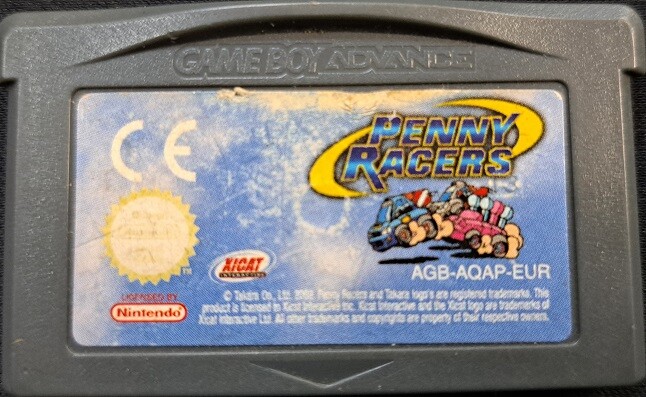 GAME BOY ADVANCE
CE
PENNY
RACERS
XICAT
INTERACTIVE
AGB-AQAP-EUR
TM
LICENSED BY
Nintendo
© Takara Co., Ltd. 2002. Penny Racers and Takara logo's are registered trademarks. This
product is licensed to Xicat Interactive Inc. Xicat Interactive and the Xicat logo are trademarks of
Xicat Interactive Ltd. All other trademarks and copyrights are property of their respective owners.